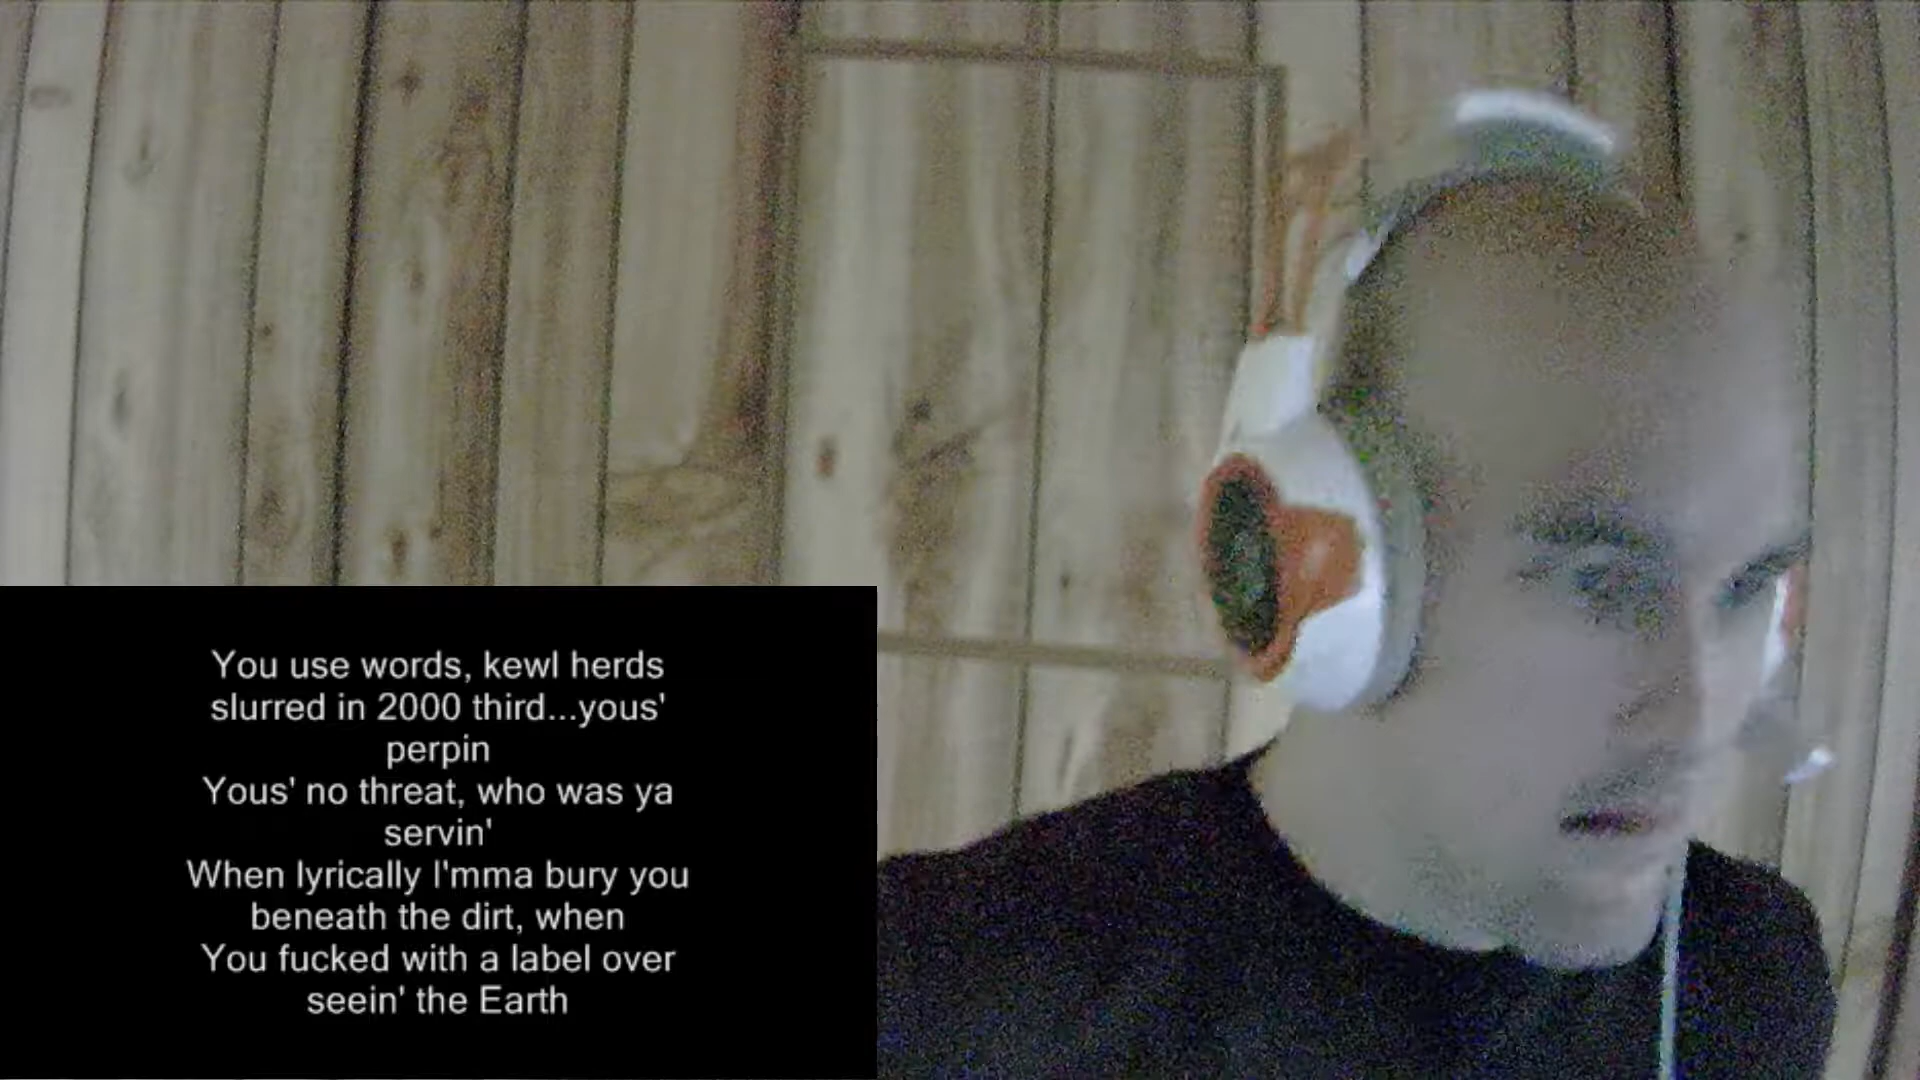 You use words, kewl herds
slurred in 2000 third...yous'
perpin
Yous' no threat, who was ya
servin'
When lyrically I'mma bury you
beneath the dirt, when
You fucked with a label over
seein' the Earth